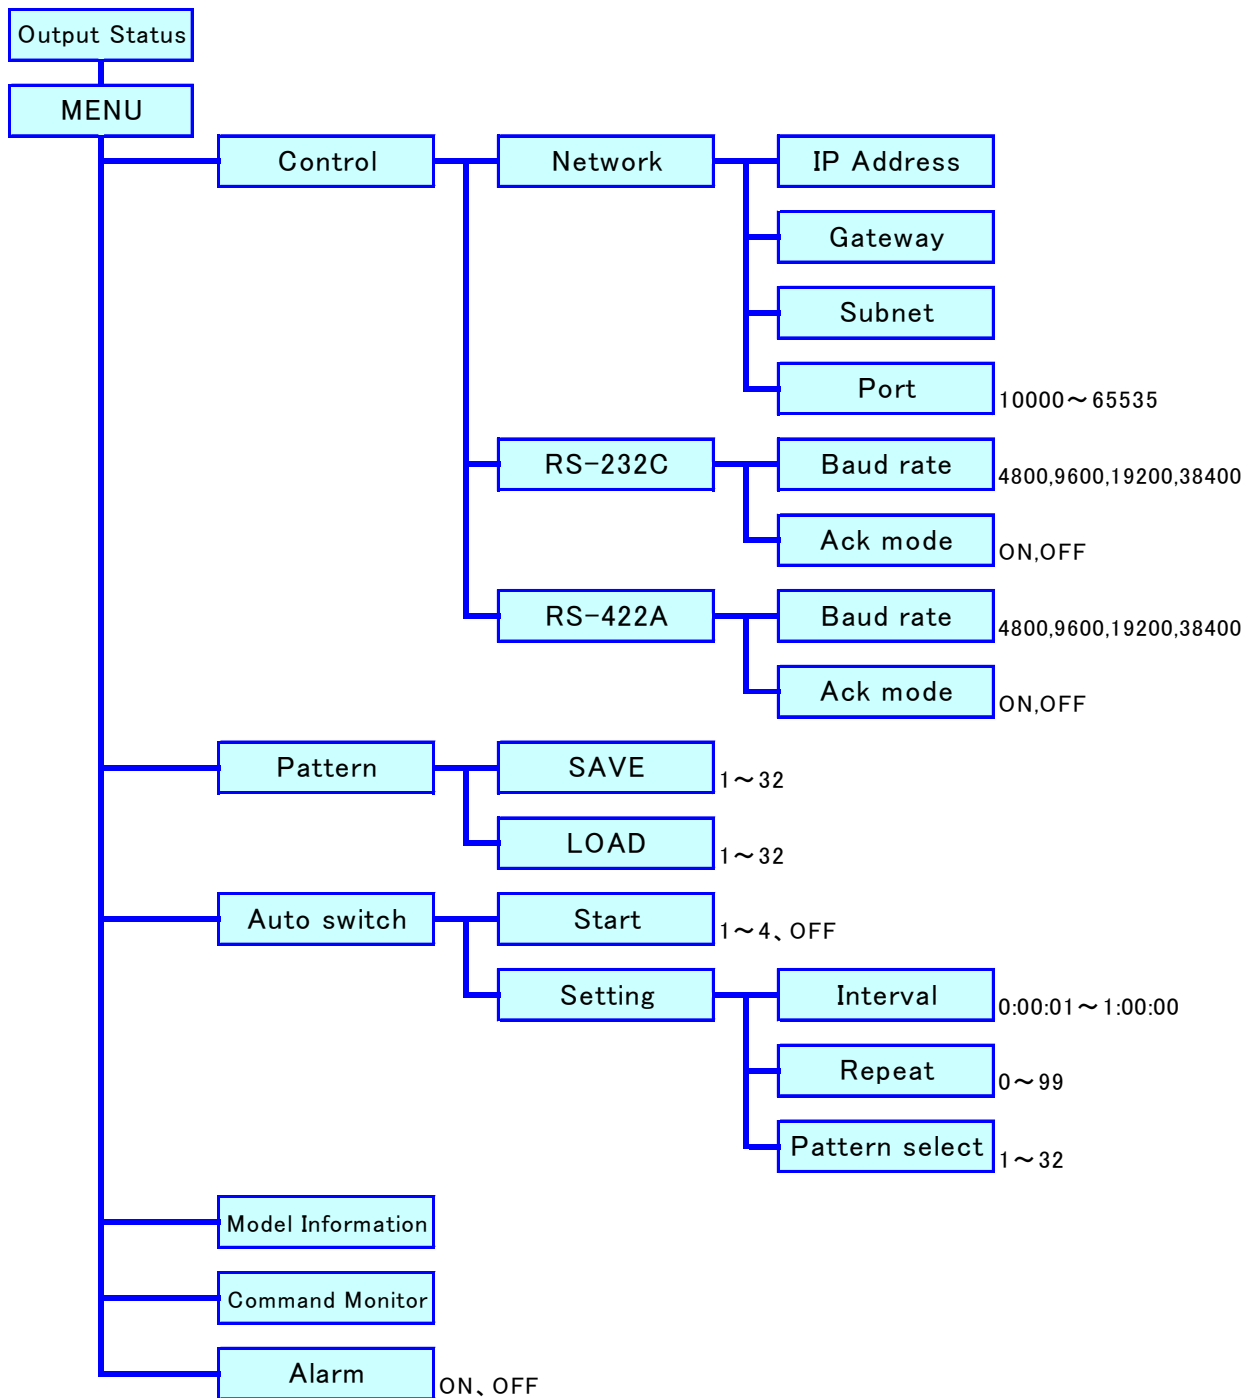 Output Status
MENU
Control
Network
IP Address
Gateway
Subnet
Port
10000～65535
RS-232C
Baud rate
4800,9600,19200,38400
Ack mode
ON,OFF
RS-422A
Baud rate
4800,9600,19200,38400
Ack mode
ON,OFF
Pattern
SAVE
1～32
LOAD
1～32
Auto switch
Start
1～4、OFF
Setting
Interval
0:00:01～1:00:00
Repeat
0～99
Pattern select
1～32
Model Information
Command Monitor
Alarm
ON、OFF